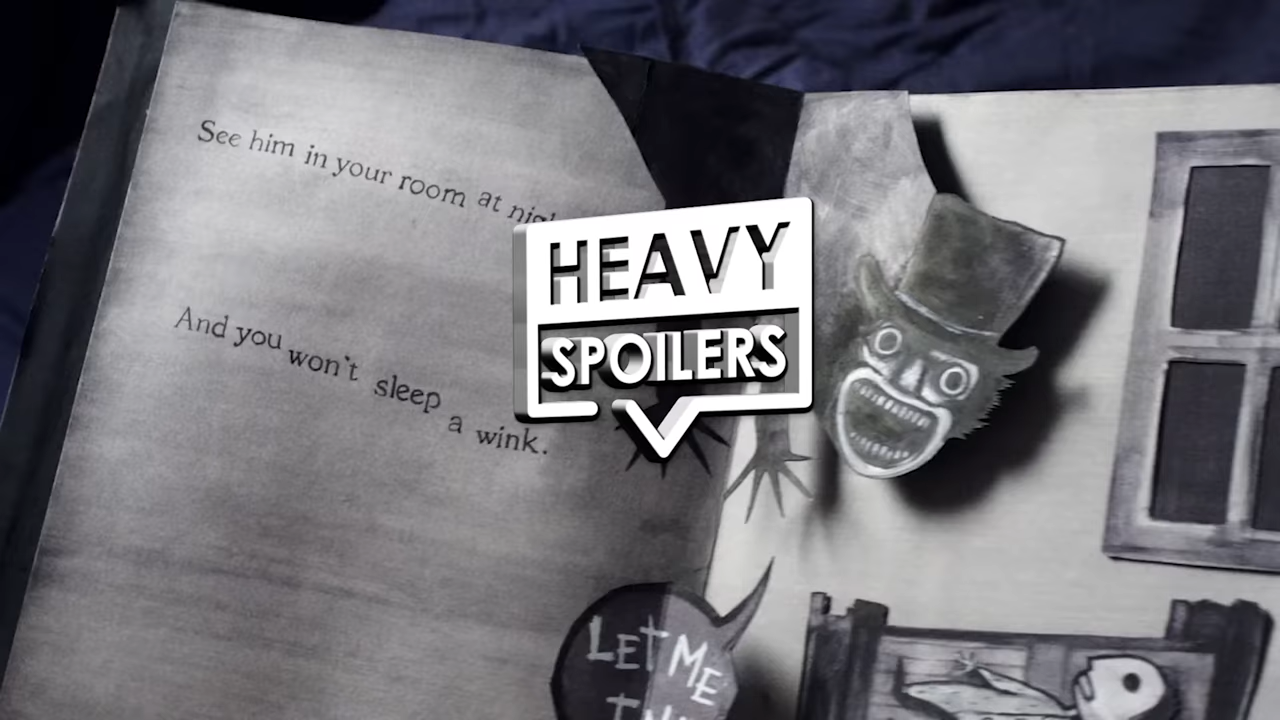 See him in your room at
And you won't sleep
a wink.
HEAVY
SPOILERS
LET ME